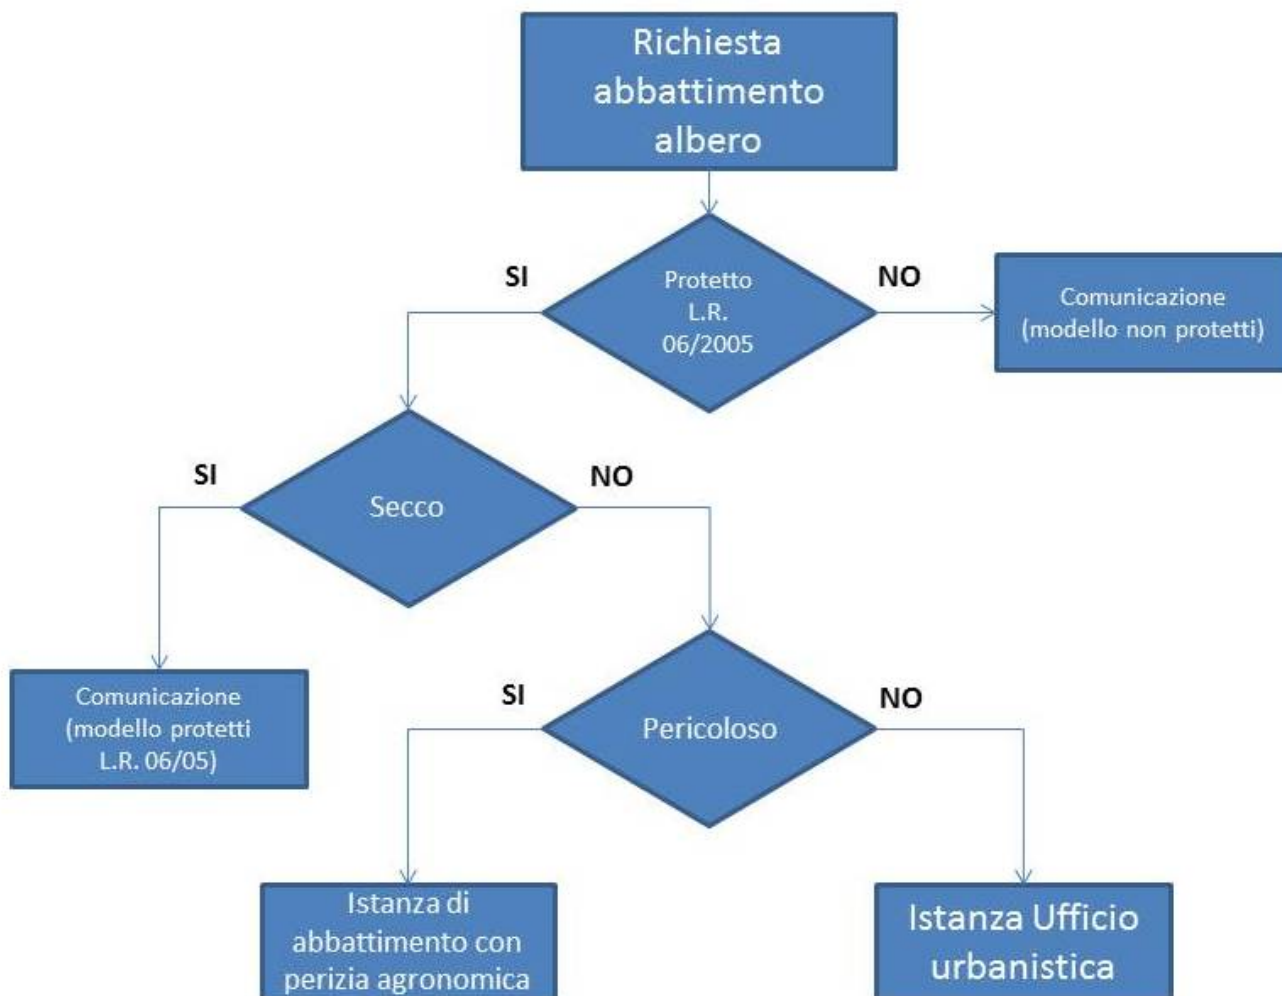 Richiesta
abbattimento
albero
SI
Protetto
L.R.
06/2005
NO
Comunicazione
(modello non protetti)
SI
Secco
NO
Comunicazione
(modello protetti
L.R. 06/05)
SI
Pericoloso
NO
Istanza di
abbattimento con
perizia agronomica
Istanza Ufficio
urbanistica